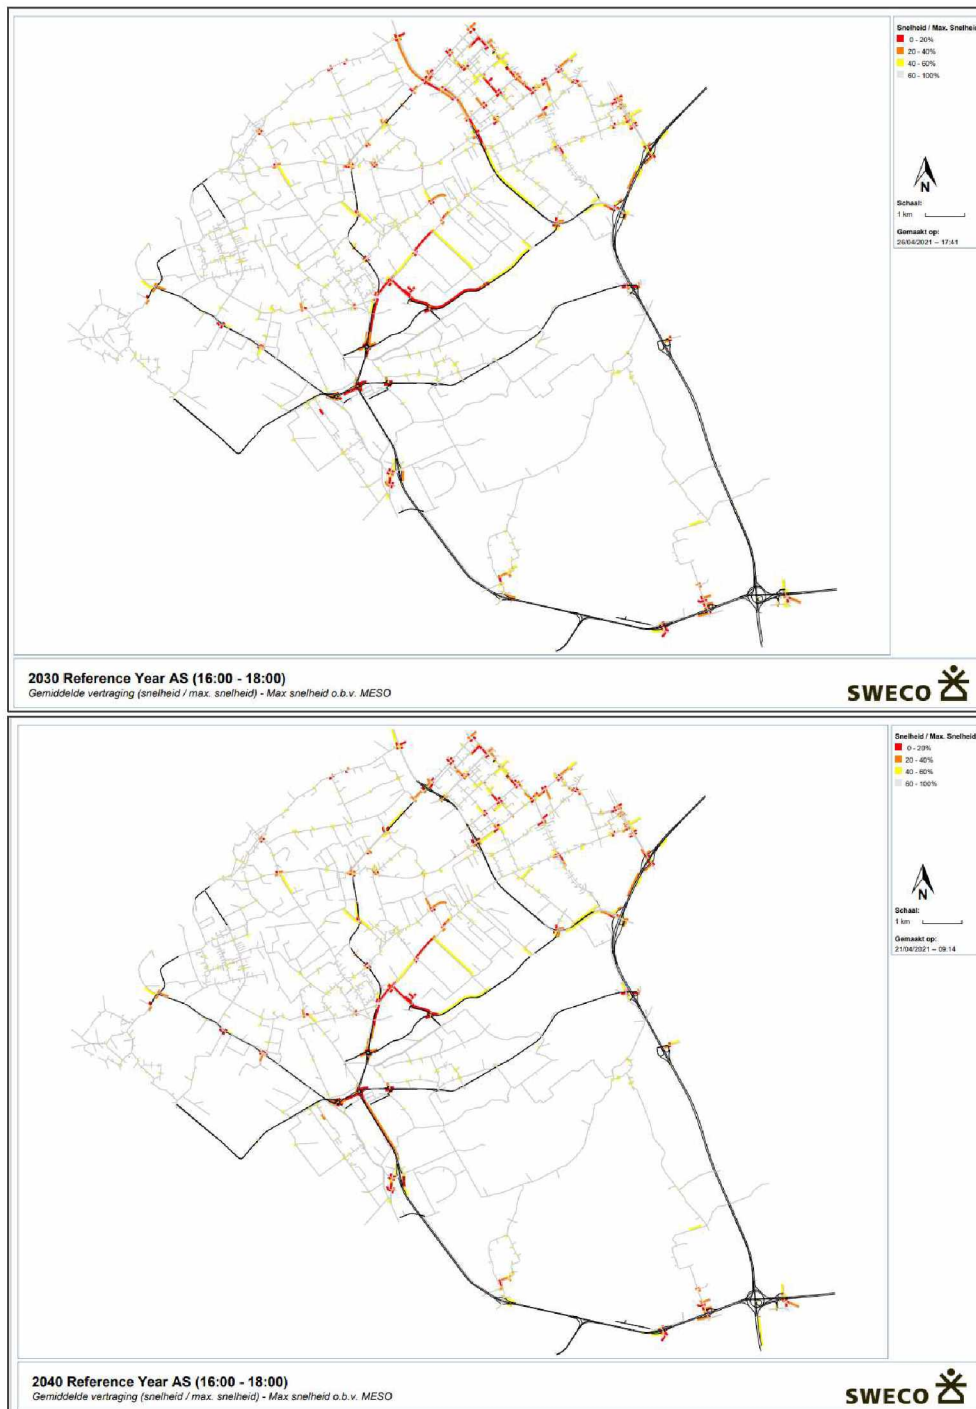 Snelheid / Max. Snelheid
0 - 20%
20 - 40%
40 - 60%
60 - 100%
N
Schaal:
1 km
Gemaakt op:
26/04/2021 – 17:41
2030 Reference Year AS (16:00 - 18:00)
Gemiddelde vertraging (snelheid / max. snelheid) - Max snelheid o.b.v. MESO
SWECO
Snelheid / Max. Snelheid
0 - 20%
20 - 40%
40 - 60%
60 - 100%
N
Schaal:
1 km
Gemaakt op:
21/04/2021 – 09:14
2040 Reference Year AS (16:00 - 18:00)
Gemiddelde vertraging (snelheid / max. snelheid) - Max snelheid o.b.v. MESO
SWECO